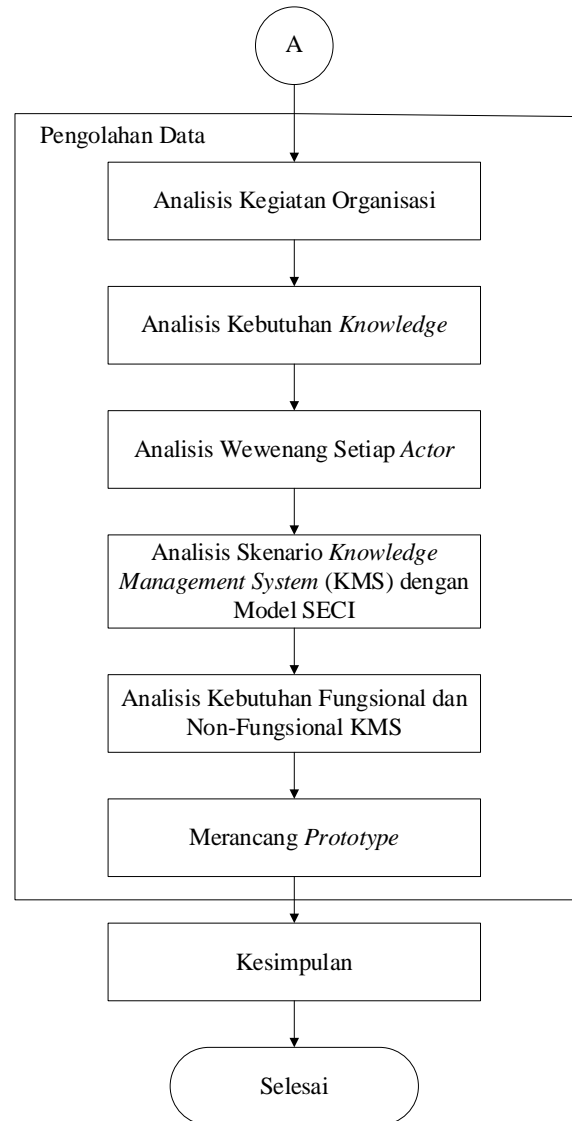 A
Pengolahan Data
Analisis Kegiatan Organisasi
Analisis Kebutuhan Knowledge
Analisis Wewenang Setiap Actor
Analisis Skenario Knowledge
Management System (KMS) dengan
Model SECI
Analisis Kebutuhan Fungsional dan
Non-Fungsional KMS
Merancang Prototype
Kesimpulan
Selesai